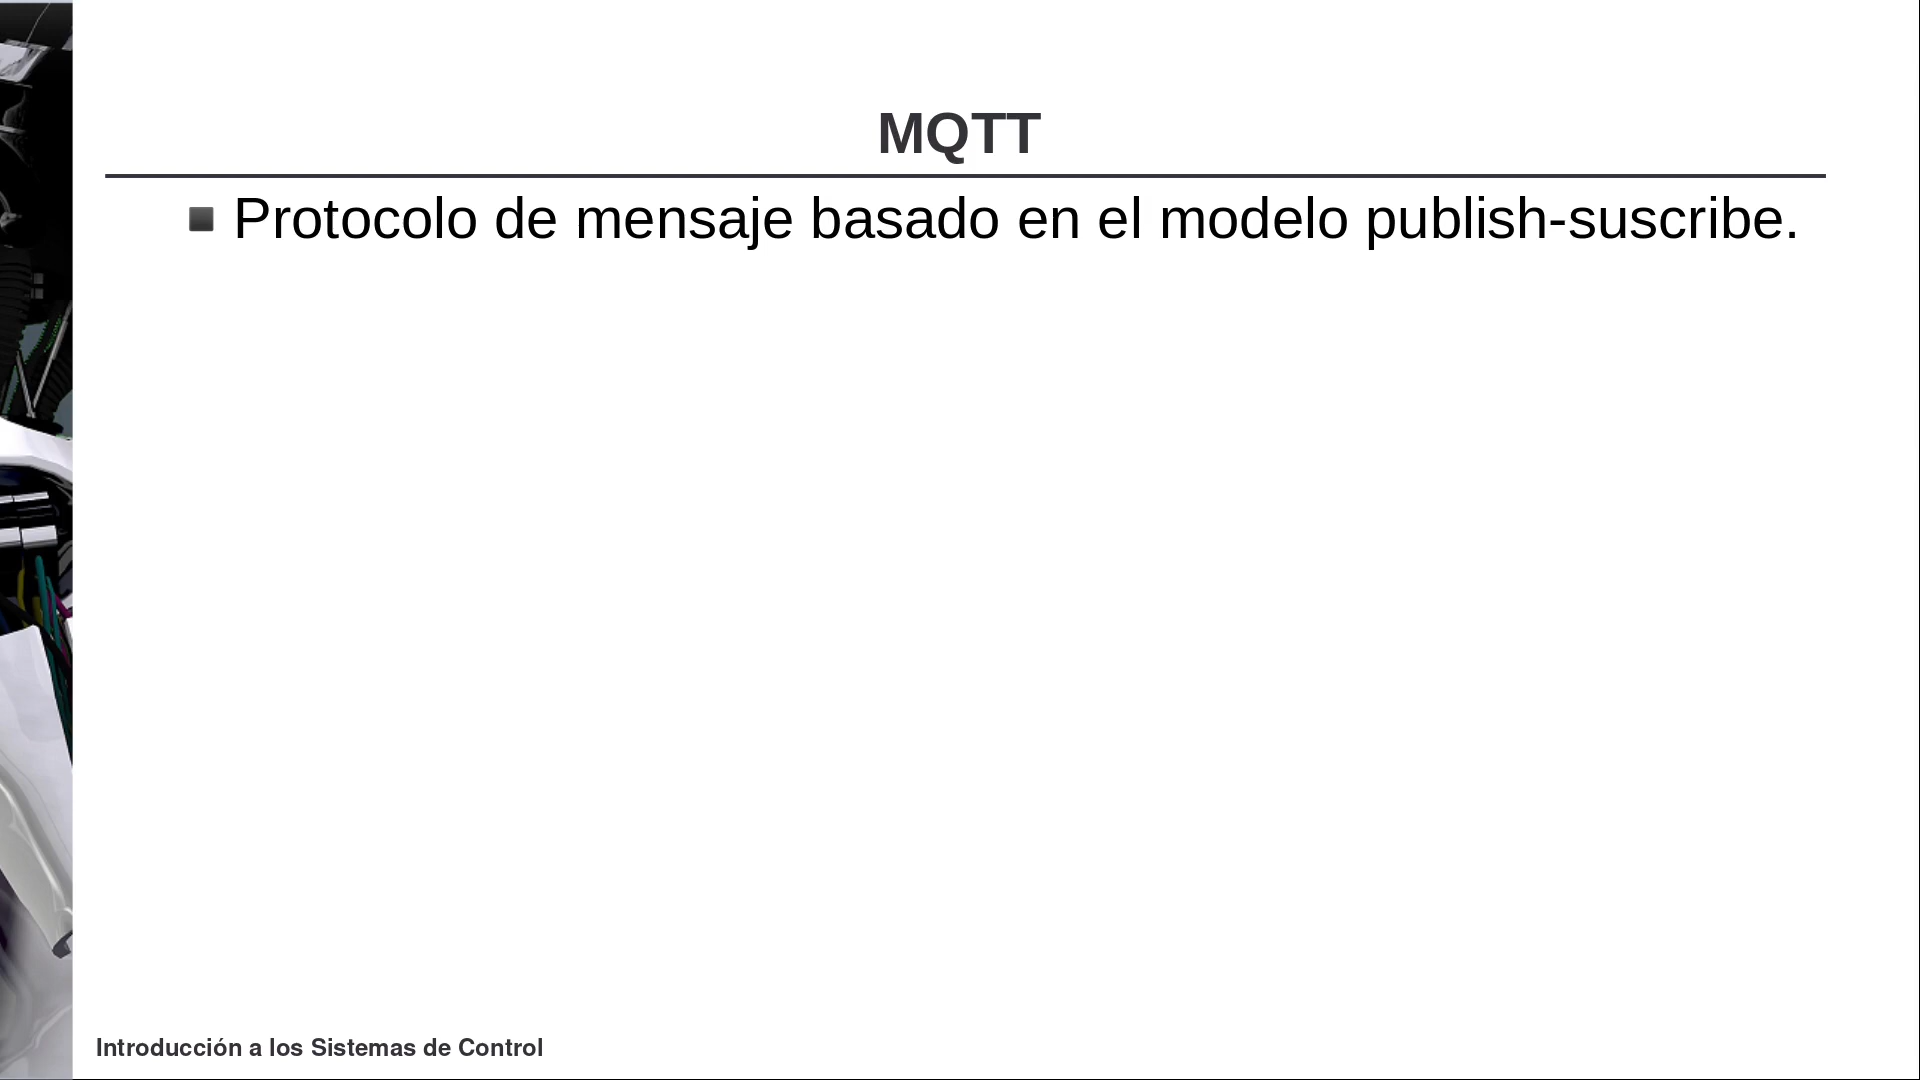 MQTT
Protocolo de mensaje basado en el modelo publish-suscribe.
Introducción a los Sistemas de Control